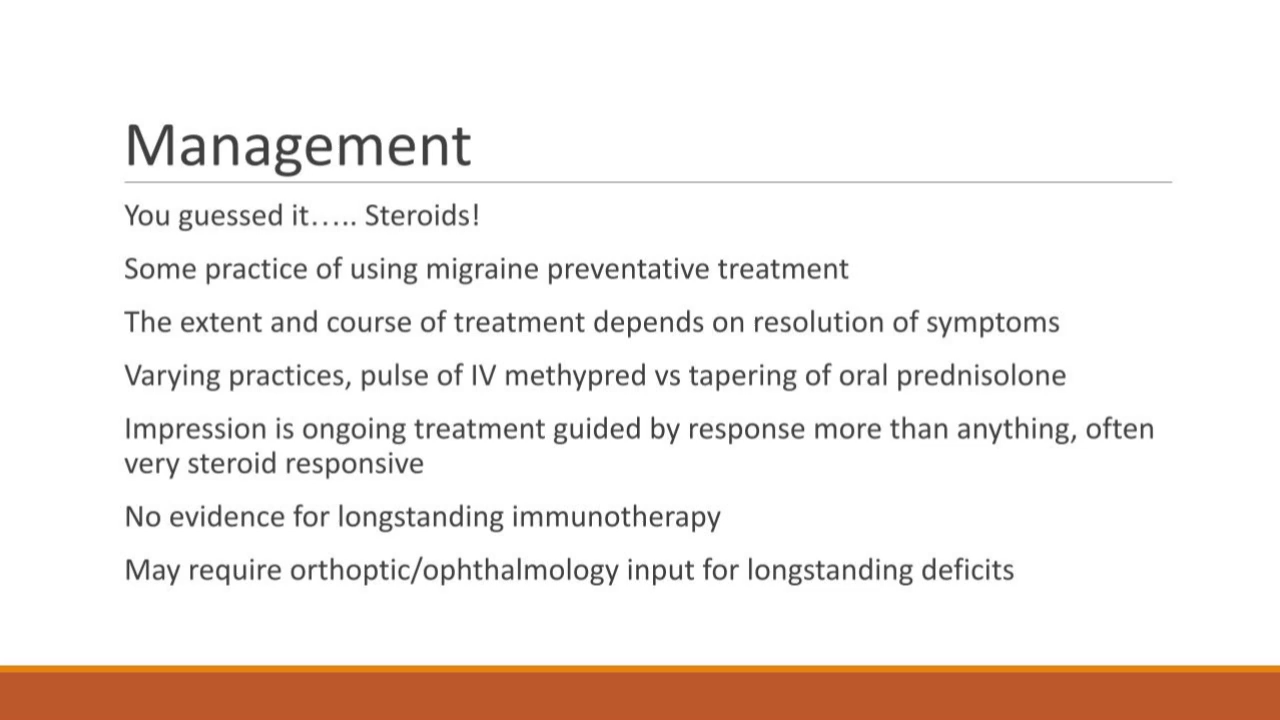 Management
You guessed it..... Steroids!
Some practice of using migraine preventative treatment
The extent and course of treatment depends on resolution of symptoms
Varying practices, pulse of IV methypred vs tapering of oral prednisolone
Impression is ongoing treatment guided by response more than anything, often
very steroid responsive
No evidence for longstanding immunotherapy
May require orthoptic/ophthalmology input for longstanding deficits